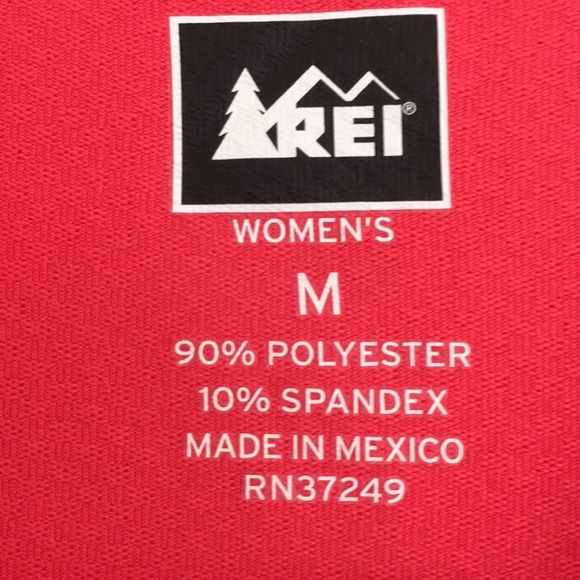 REI®
WOMEN'S
M
90% POLYESTER
10% SPANDEX
MADE IN MEXICO
RN37249